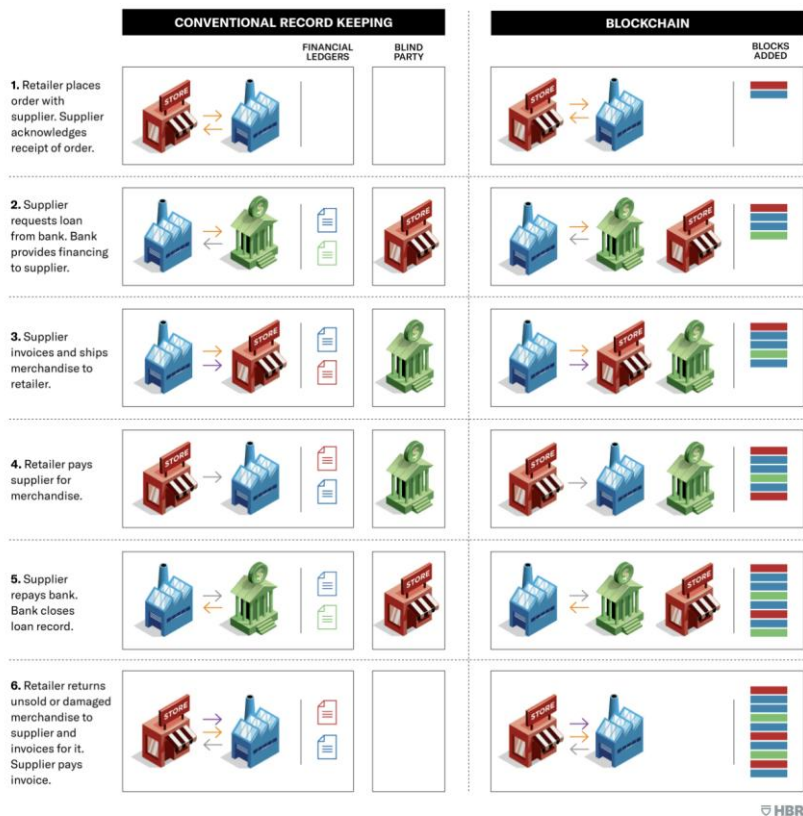 CONVENTIONAL RECORD KEEPING
BLOCKCHAIN
FINANCIAL
LEDGERS
BLIND
PARTY
BLOCKS
ADDED
1. Retailer places
order with
supplier. Supplier
acknowledges
receipt of order.
STORE
STORE
2. Supplier
requests loan
from bank. Bank
provides financing
to supplier.
STORE
STORE
3. Supplier
invoices and ships
merchandise to
retailer.
STORE
STORE
4. Retailer pays
supplier for
merchandise.
STORE
STORE
5. Supplier
repays bank.
Bank closes
loan record.
STORE
STORE
6. Retailer returns
unsold or damaged
merchandise to
supplier and
invoices for it.
Supplier pays
invoice.
STORE
STORE
HBR